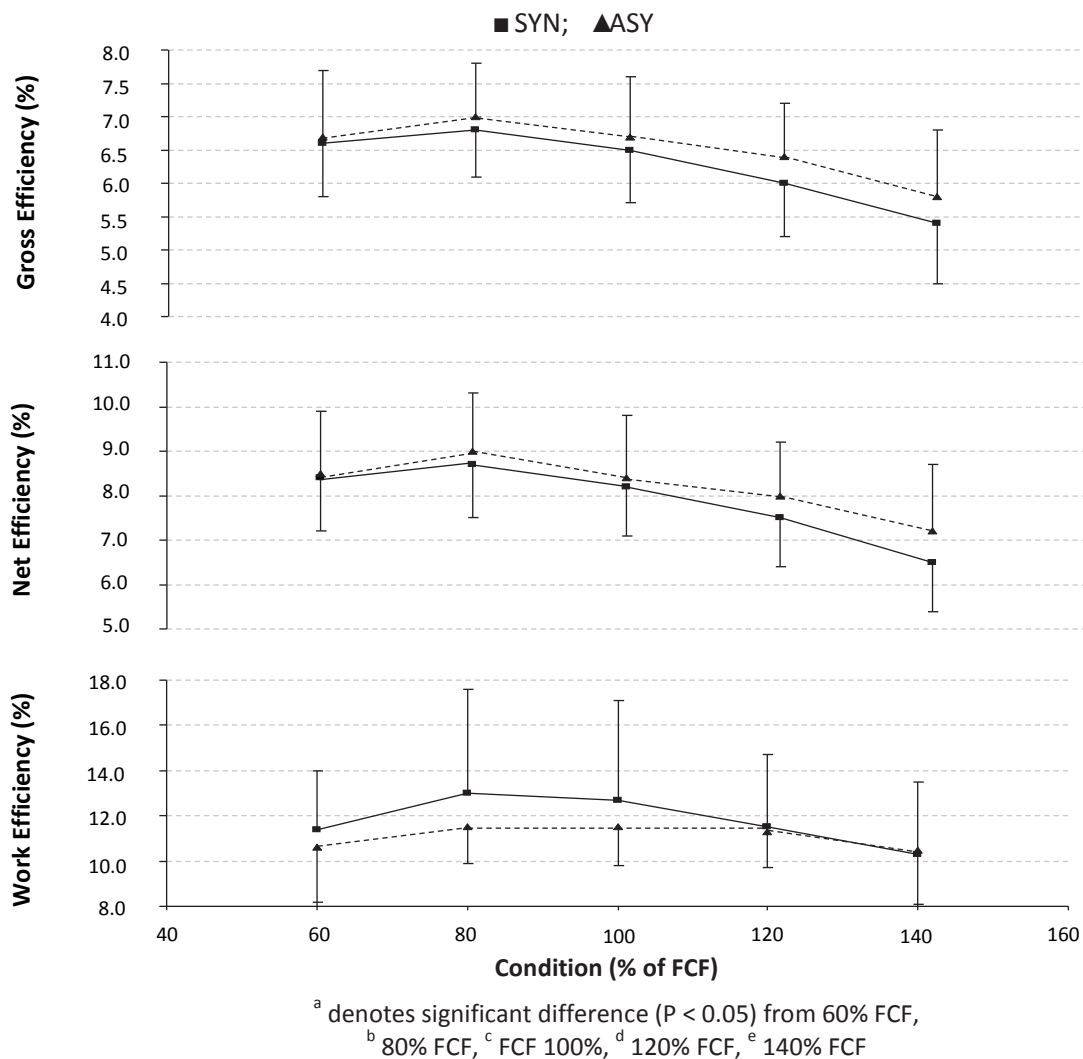 ■ SYN; ▲ASY
Gross Efficiency (%)
8.0
7.5
7.0
6.5
6.0
5.5
5.0
4.5
4.0
Net Efficiency (%)
11.0
10.0
9.0
8.0
7.0
6.0
5.0
Work Efficiency (%)
18.0
16.0
14.0
12.0
10.0
8.0
40 60 80 100 120 140 160
Condition (% of FCF)
ᵃ denotes significant difference (P < 0.05) from 60% FCF,
ᵇ 80% FCF, ᶜ FCF 100%, ᵈ 120% FCF, ᵉ 140% FCF